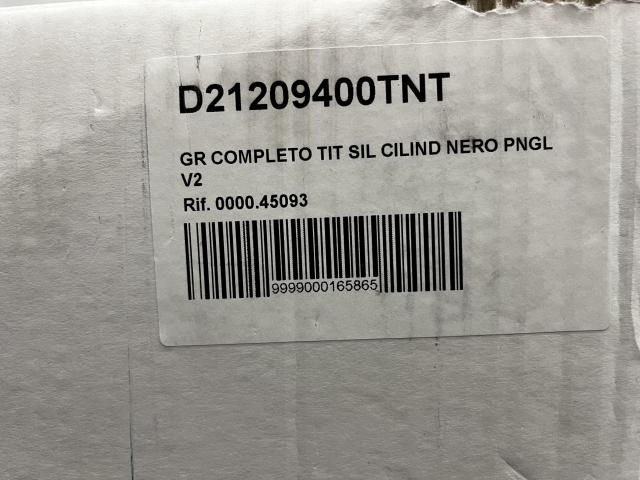 D21209400TNT
GR COMPLETO TIT SIL CILIND NERO PNGL
V2
Rif. 0000.45093
9999000165865